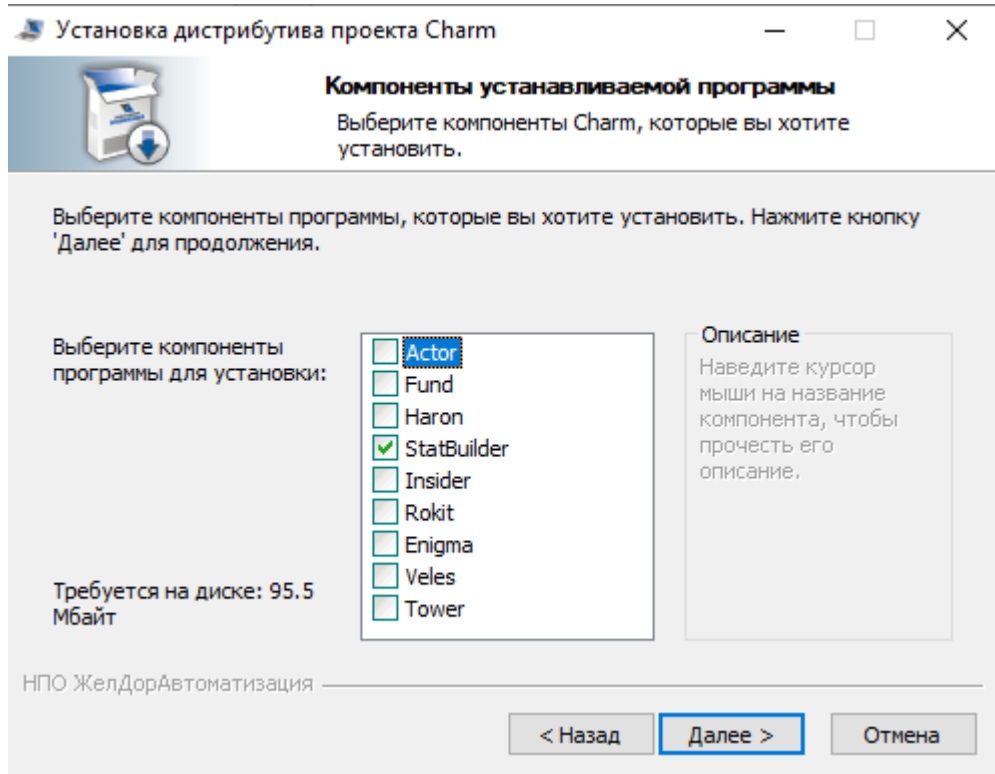 Установка дистрибутива проекта Charm
Компоненты устанавливаемой программы
Выберите компоненты Charm, которые вы хотите
установить.
Выберите компоненты программы, которые вы хотите установить. Нажмите кнопку
'Далее' для продолжения.
Выберите компоненты
программы для установки:
Actor
Fund
Haron
StatBuilder
Insider
Rokit
Enigma
Veles
Tower
Описание
Наведите курсор
мыши на название
компонента, чтобы
прочесть его
описание.
Требуется на диске: 95.5
Мбайт
НПО ЖелДорАвтоматизация
< Назад
Далее >
Отмена